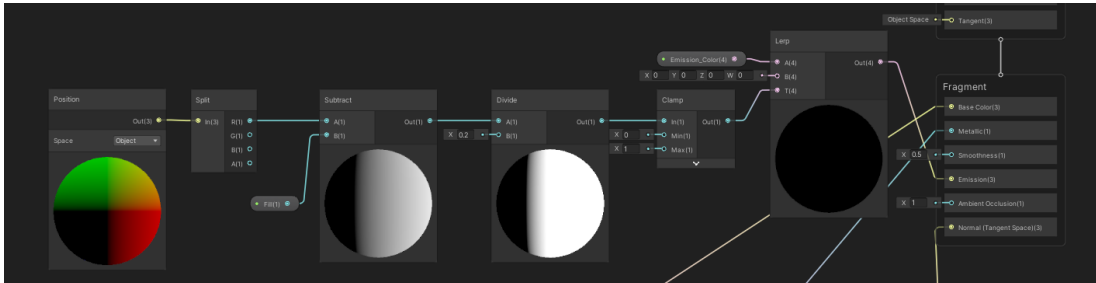 Position
Out(3)
Space
Object
Split
In(3)
R(1)
G(1)
B(1)
A(1)
Fill(1)
Subtract
A(1)
B(1)
Out(1)
X 0.2
Divide
A(1)
B(1)
Out(1)
X 0
X 1
Clamp
In(1)
Min(1)
Max(1)
Out(1)
Emission_Color(4)
X 0 Y 0 Z 0 W 0
Lerp
A(4)
B(4)
T(4)
Out(4)
Object Space
Tangent(3)
Fragment
Base Color(3)
Metallic(1)
X 0.5
Smoothness(1)
Emission(3)
X 1
Ambient Occlusion(1)
Normal (Tangent Space)(3)